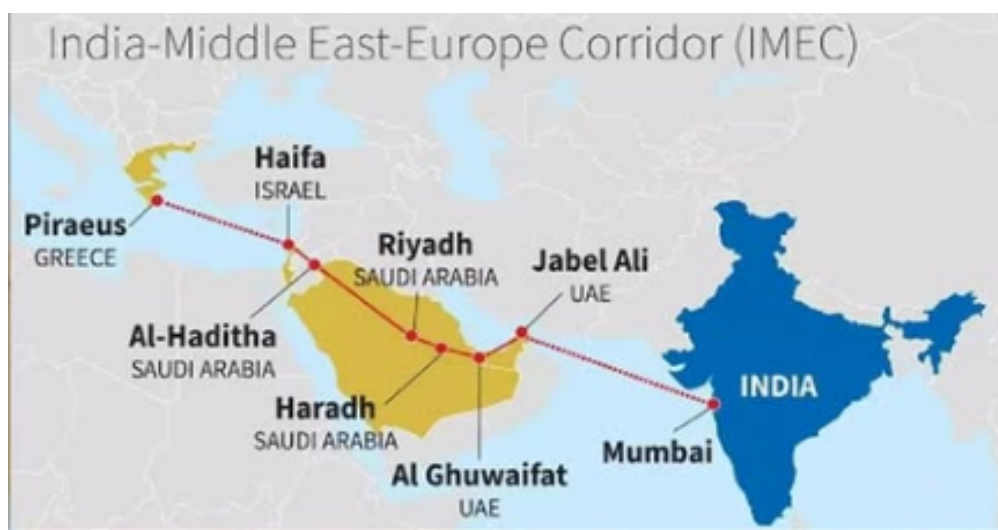 India-Middle East-Europe Corridor (IMEC)
Haifa
ISRAEL
Piraeus
GREECE
Riyadh
SAUDI ARABIA
Jabel Ali
UAE
Al-Haditha
SAUDI ARABIA
Haradh
SAUDI ARABIA
INDIA
Mumbai
Al Ghuwaifat
UAE